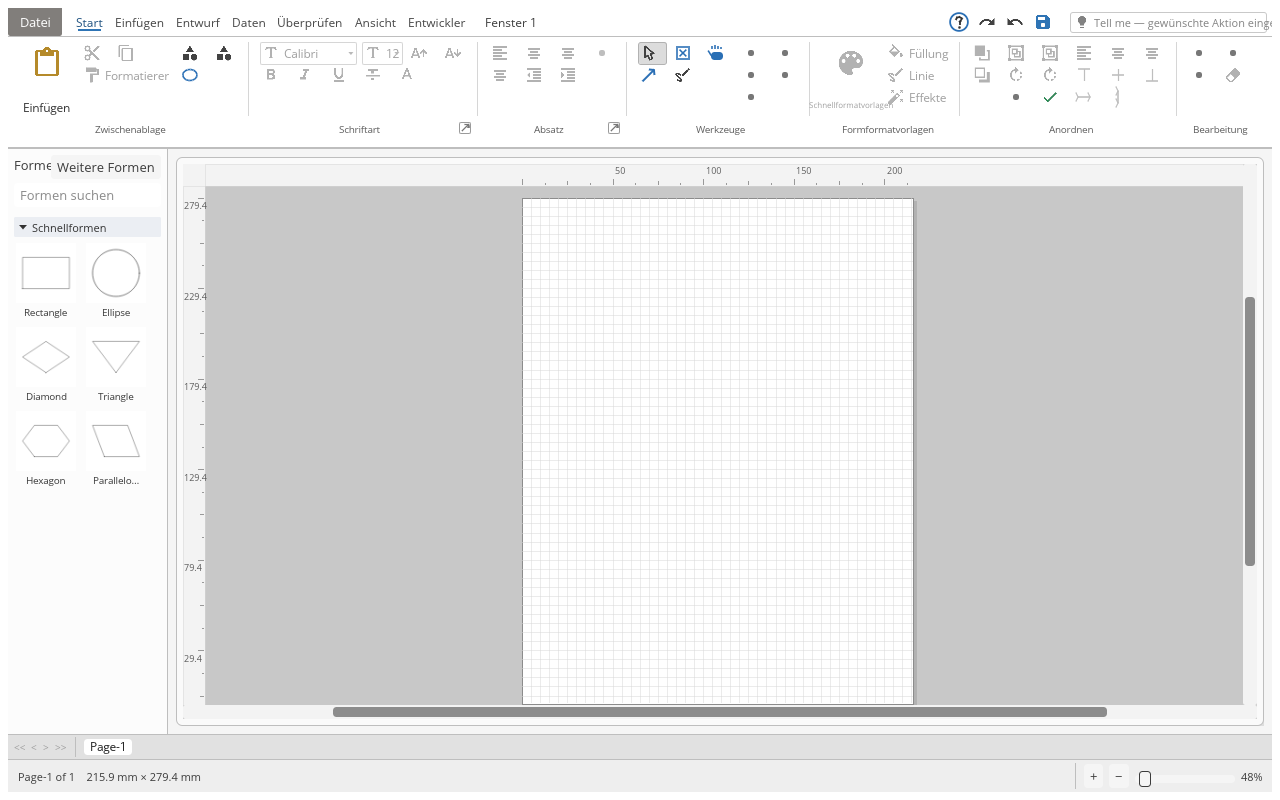 Datei Start Einfügen Entwurf Daten Überprüfen Ansicht Entwickler Fenster 1
Tell me — gewünschte Aktion einge
Calibri 12 Füllung
Formatierer B I U A Linie
Schnellformatvorlagen Effekte
Einfügen
Zwischenablage Schriftart Absatz Werkzeuge Formformatvorlagen Anordnen Bearbeitung
Forme Weitere Formen
Formen suchen
Schnellformen
Rectangle Ellipse
Diamond Triangle
Hexagon Parallelo...
50 100 150 200
279.4
229.4
179.4
129.4
79.4
29.4
<< < > >> Page-1
Page-1 of 1 215.9 mm × 279.4 mm + − 48%